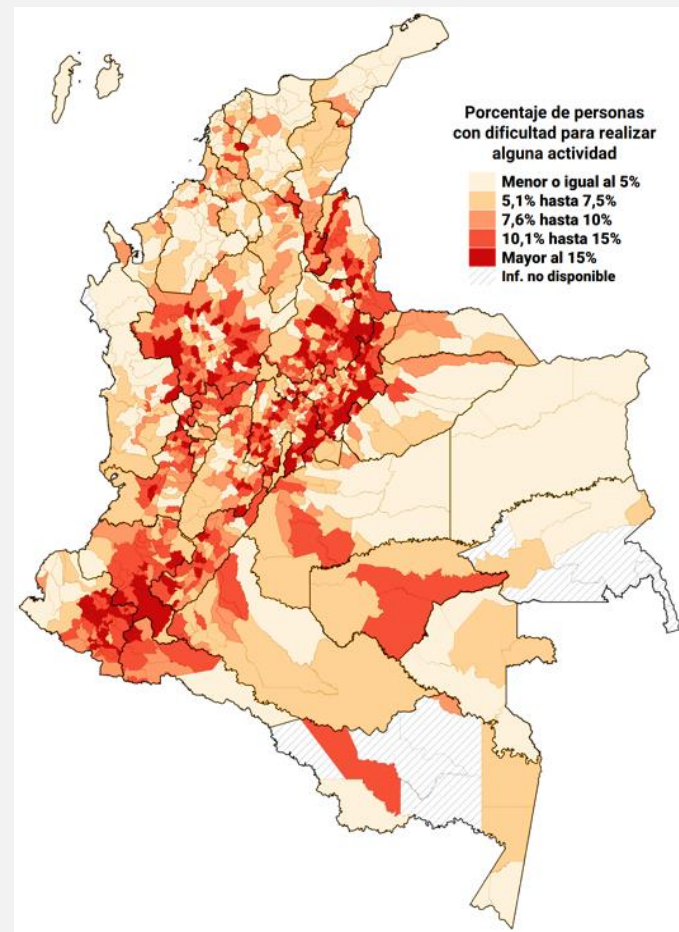 Porcentaje de personas
con dificultad para realizar
alguna actividad
Menor o igual al 5%
5,1% hasta 7,5%
7,6% hasta 10%
10,1% hasta 15%
Mayor al 15%
Inf. no disponible